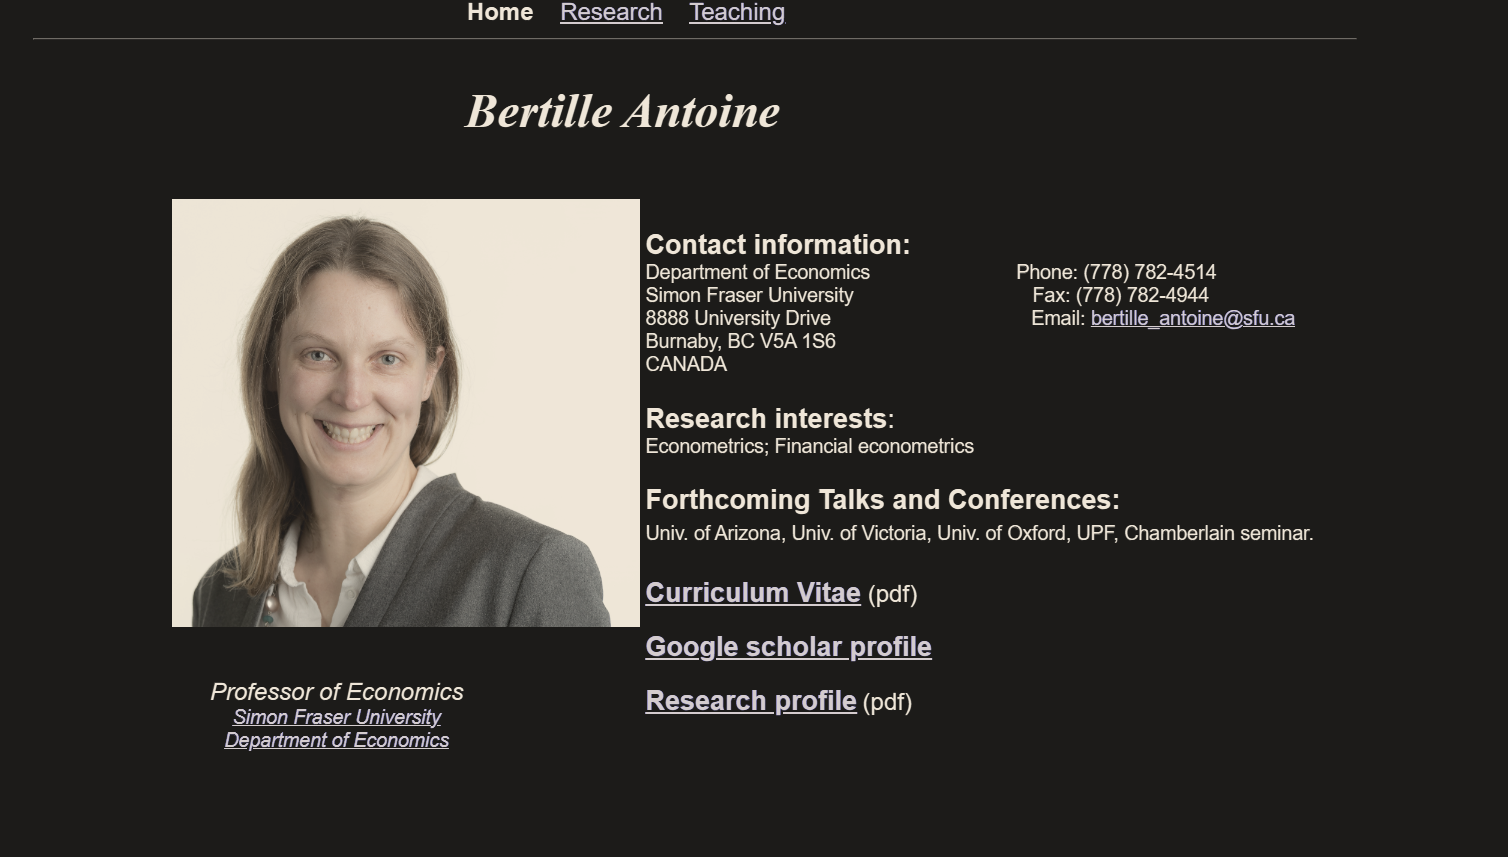 Home Research Teaching
Bertille Antoine
Contact information:
Department of Economics
Simon Fraser University
8888 University Drive
Burnaby, BC V5A 1S6
CANADA
Phone: (778) 782-4514
Fax: (778) 782-4944
Email: bertille_antoine@sfu.ca
Research interests:
Econometrics; Financial econometrics
Forthcoming Talks and Conferences:
Univ. of Arizona, Univ. of Victoria, Univ. of Oxford, UPF, Chamberlain seminar.
Curriculum Vitae (pdf)
Google scholar profile
Research profile (pdf)
Professor of Economics
Simon Fraser University
Department of Economics